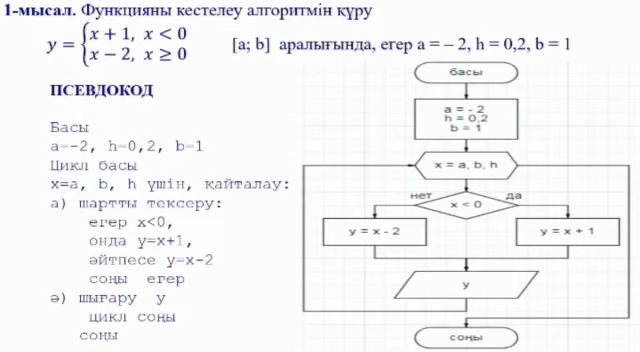 1-мысал. Функцияны кестелеу алгоритмін құру
y = { x + 1, x < 0
x − 2, x ≥ 0
[a; b] аралығында, егер a = – 2, h = 0,2, b = 1
ПСЕВДОКОД
Басы
a=-2, h=0,2, b=1
Цикл басы
x=a, b, h үшін, қайталау:
а) шартты тексеру:
егер x<0,
онда y=x+1,
әйтпесе y=x-2
соңы егер
ә) шығару y
цикл соңы
соңы
басы
a = - 2
h = 0,2
b = 1
x = a, b, h
нет
да
x < 0
y = x - 2
y = x + 1
y
соңы